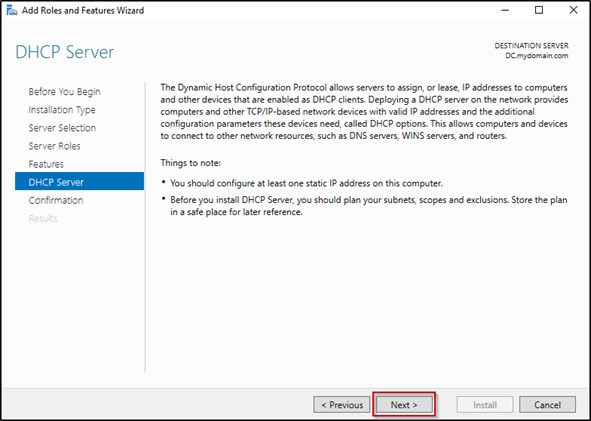 Add Roles and Features Wizard
DHCP Server
DESTINATION SERVER
DC.mydomain.com
Before You Begin
Installation Type
Server Selection
Server Roles
Features
DHCP Server
Confirmation
Results
The Dynamic Host Configuration Protocol allows servers to assign, or lease, IP addresses to computers
and other devices that are enabled as DHCP clients. Deploying a DHCP server on the network provides
computers and other TCP/IP-based network devices with valid IP addresses and the additional
configuration parameters these devices need, called DHCP options. This allows computers and devices
to connect to other network resources, such as DNS servers, WINS servers, and routers.
Things to note:
• You should configure at least one static IP address on this computer.
• Before you install DHCP Server, you should plan your subnets, scopes and exclusions. Store the plan
in a safe place for later reference.
< Previous
Next >
Install
Cancel